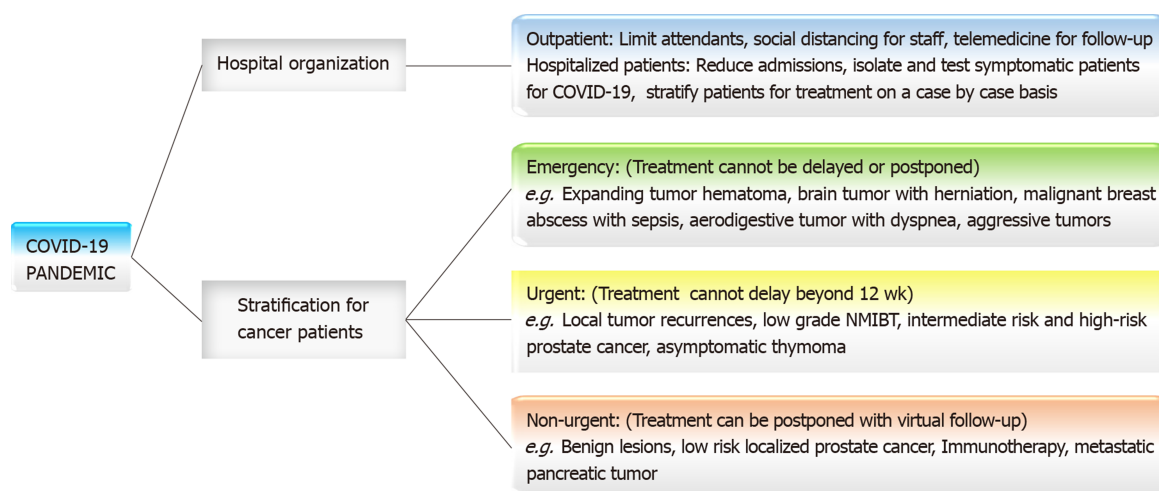 Hospital organization
Outpatient: Limit attendants, social distancing for staff, telemedicine for follow-up
Hospitalized patients: Reduce admissions, isolate and test symptomatic patients
for COVID-19, stratify patients for treatment on a case by case basis
COVID-19
PANDEMIC
Stratification for
cancer patients
Emergency: (Treatment cannot be delayed or postponed)
e.g. Expanding tumor hematoma, brain tumor with herniation, malignant breast
abscess with sepsis, aerodigestive tumor with dyspnea, aggressive tumors
Urgent: (Treatment cannot delay beyond 12 wk)
e.g. Local tumor recurrences, low grade NMIBT, intermediate risk and high-risk
prostate cancer, asymptomatic thymoma
Non-urgent: (Treatment can be postponed with virtual follow-up)
e.g. Benign lesions, low risk localized prostate cancer, Immunotherapy, metastatic
pancreatic tumor